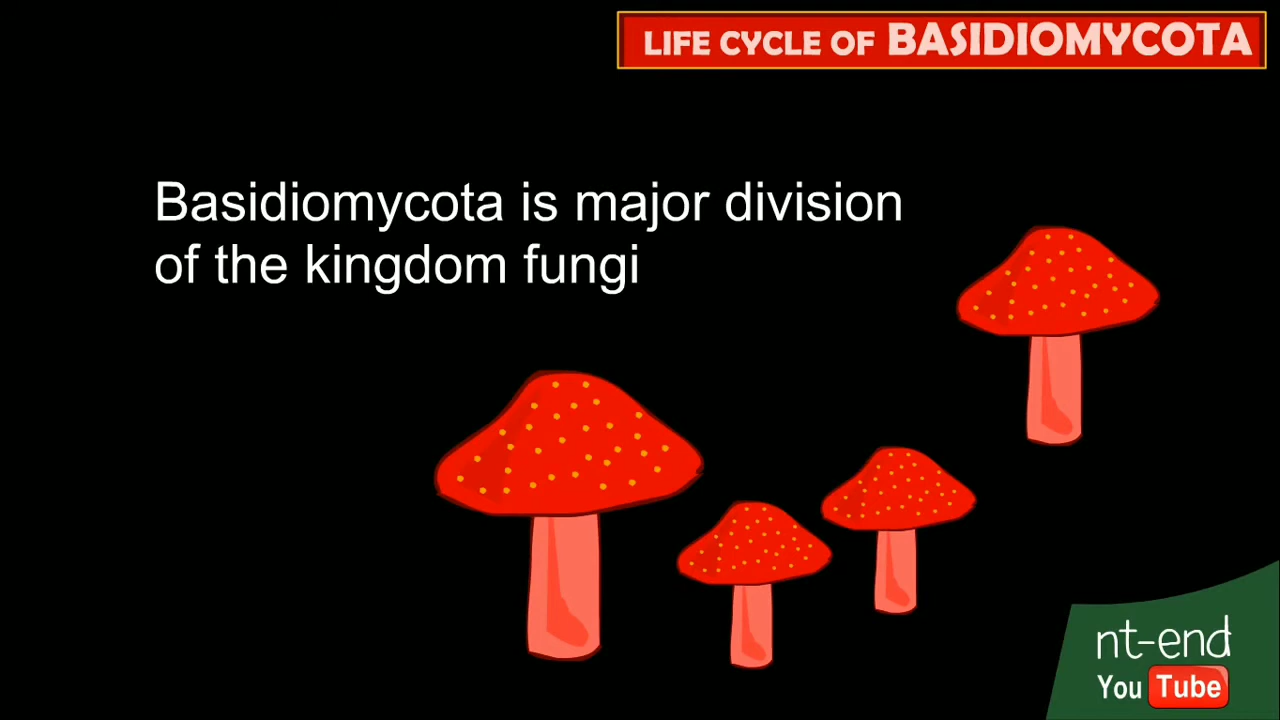 LIFE CYCLE OF BASIDIOMYCOTA
Basidiomycota is major division
of the kingdom fungi
nt-end
You Tube